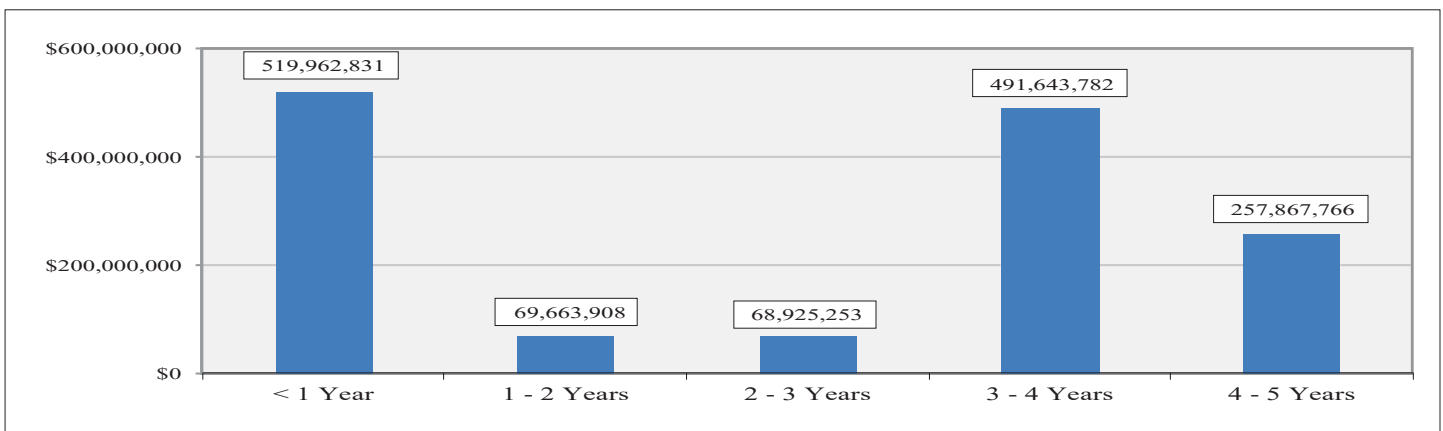 $600,000,000
519,962,831
491,643,782
$400,000,000
257,867,766
$200,000,000
69,663,908
68,925,253
$0
< 1 Year
1 - 2 Years
2 - 3 Years
3 - 4 Years
4 - 5 Years